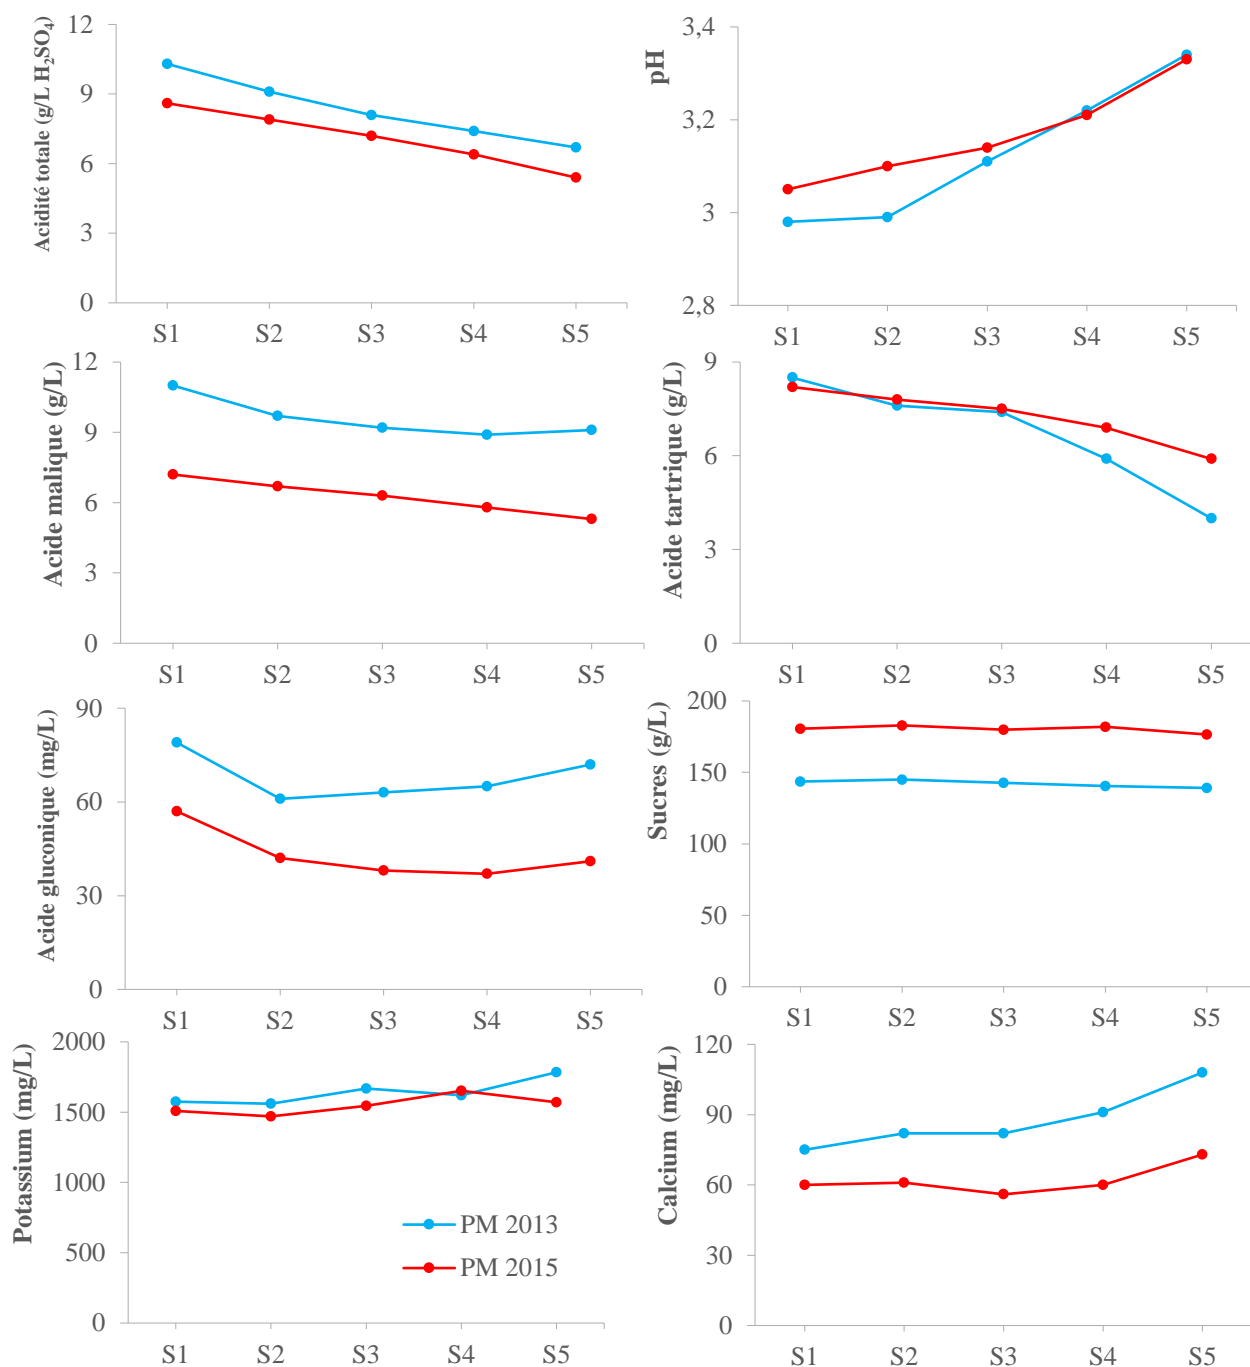 Acidité totale (g/L H₂SO₄)
12
9
6
3
0
S1 S2 S3 S4 S5
pH
3,4
3,2
3
2,8
S1 S2 S3 S4 S5
Acide malique (g/L)
12
9
6
3
0
S1 S2 S3 S4 S5
Acide tartrique (g/L)
9
6
3
0
S1 S2 S3 S4 S5
Acide gluconique (mg/L)
90
60
30
0
S1 S2 S3 S4 S5
Sucres (g/L)
200
150
100
50
0
S1 S2 S3 S4 S5
Potassium (mg/L)
2000
1500
1000
500
0
S1 S2 S3 S4 S5
PM 2013
PM 2015
Calcium (mg/L)
120
90
60
30
0
S1 S2 S3 S4 S5